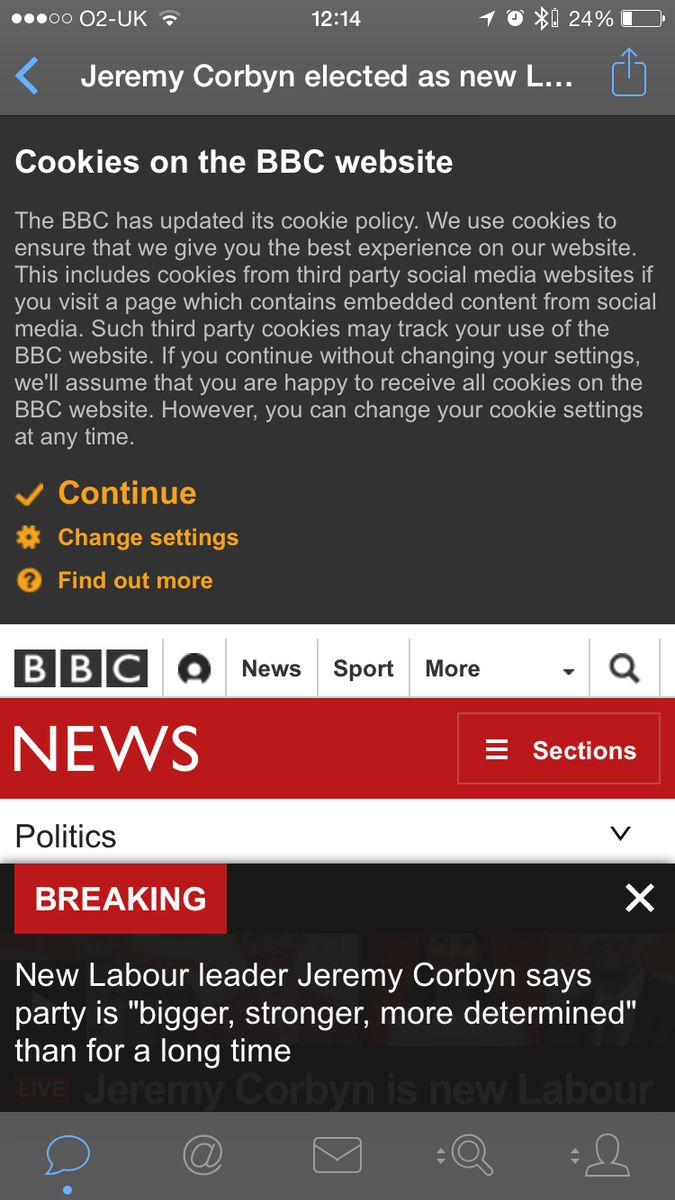 O2-UK 12:14 24%
Jeremy Corbyn elected as new L...
Cookies on the BBC website
The BBC has updated its cookie policy. We use cookies to
ensure that we give you the best experience on our website.
This includes cookies from third party social media websites if
you visit a page which contains embedded content from social
media. Such third party cookies may track your use of the
BBC website. If you continue without changing your settings,
we'll assume that you are happy to receive all cookies on the
BBC website. However, you can change your cookie settings
at any time.
Continue
Change settings
? Find out more
BBC News Sport More
NEWS Sections
Politics
BREAKING
New Labour leader Jeremy Corbyn says
party is "bigger, stronger, more determined"
than for a long time
LIVE Jeremy Corbyn is new Labour
@